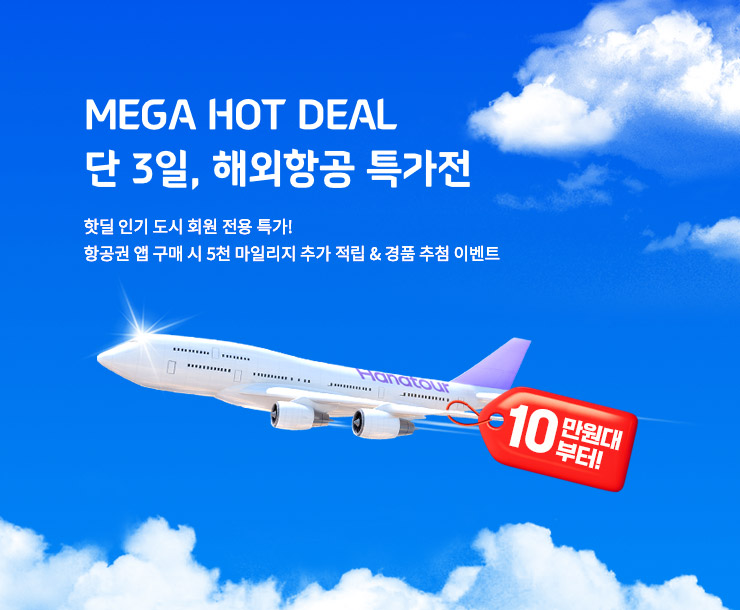 MEGA HOT DEAL
단 3일, 해외항공 특가전
핫딜 인기 도시 회원 전용 특가!
항공권 앱 구매 시 5천 마일리지 추가 적립 & 경품 추첨 이벤트
Hanatour
10만원대
부터!